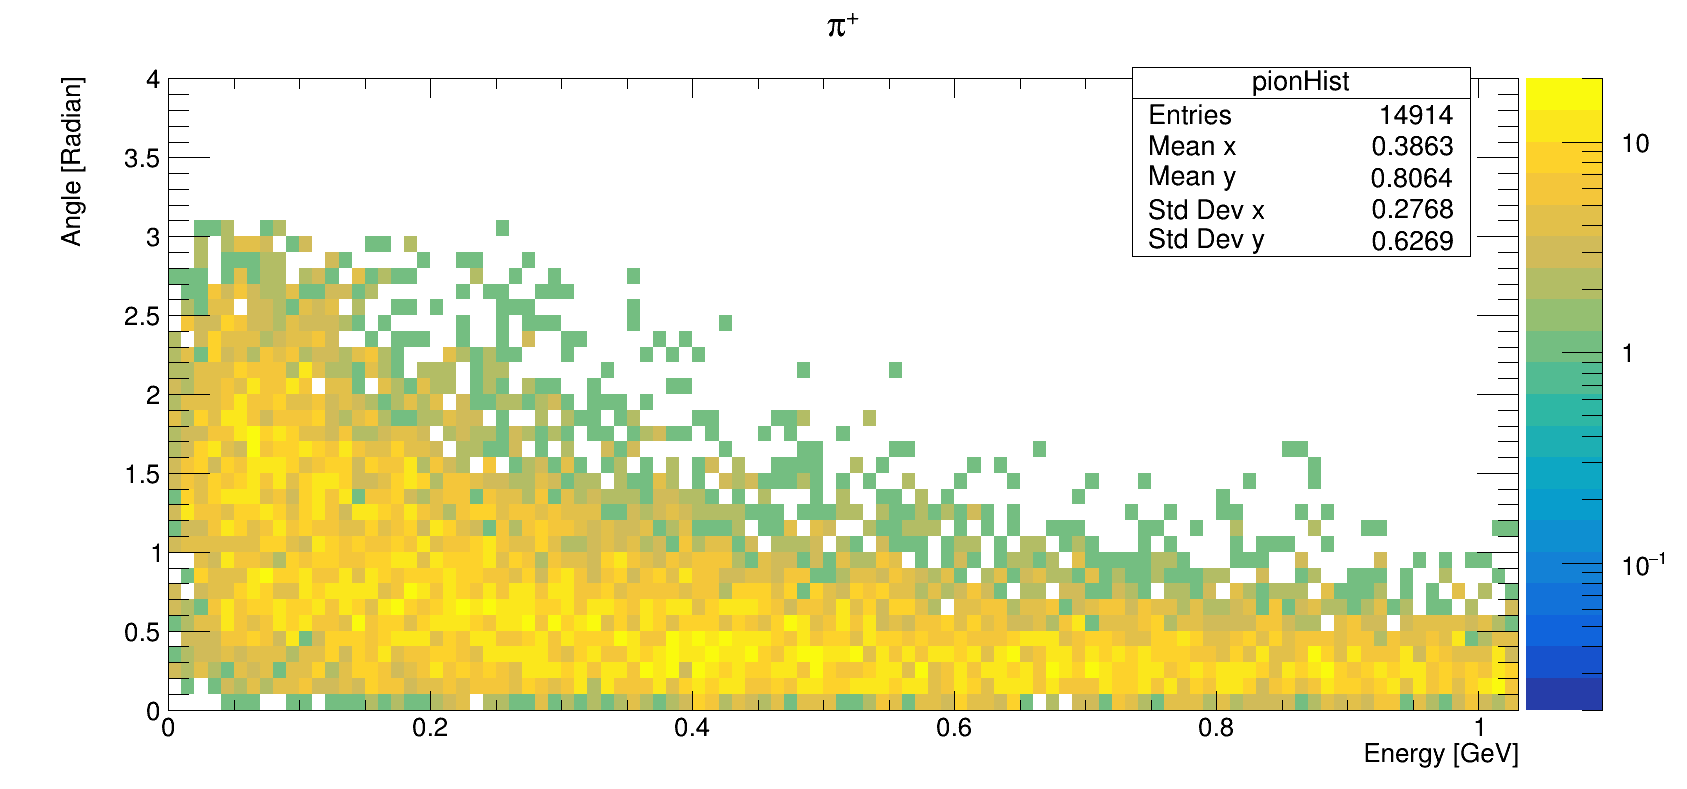 π⁺
Angle [Radian]
4
3.5
3
2.5
2
1.5
1
0.5
0
pionHist
Entries 14914
Mean x 0.3863
Mean y 0.8064
Std Dev x 0.2768
Std Dev y 0.6269
10
1
10⁻¹
0 0.2 0.4 0.6 0.8 1
Energy [GeV]